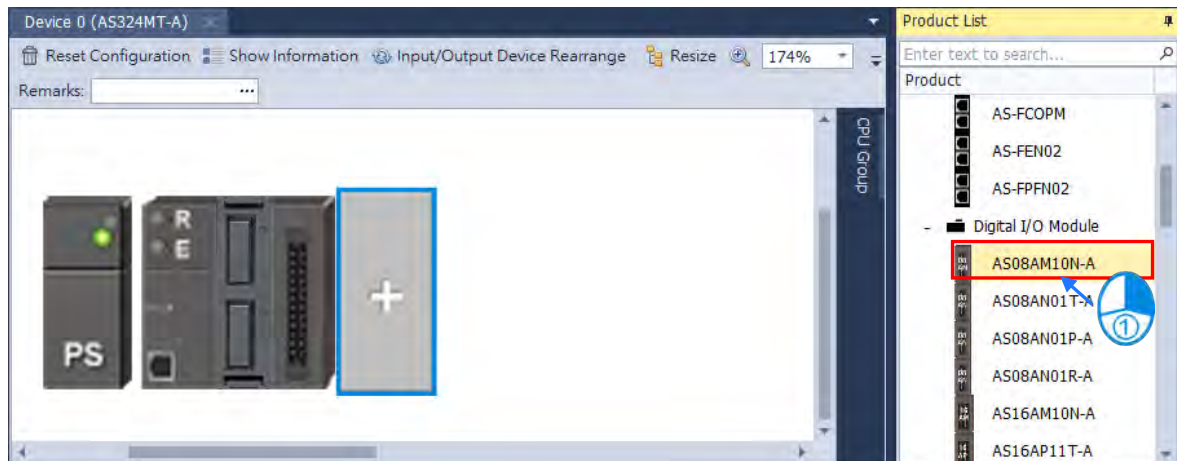 Device 0 (AS324MT-A)
Reset Configuration Show Information Input/Output Device Rearrange Resize 174%
Remarks: ...
CPU Group
R
E
PS
+
Product List
Enter text to search...
Product
AS-FCOPM
AS-FEN02
AS-FPFN02
- Digital I/O Module
AS08AM10N-A
AS08AN01T-A
①
AS08AN01P-A
AS08AN01R-A
AS16AM10N-A
AS16AP11T-A